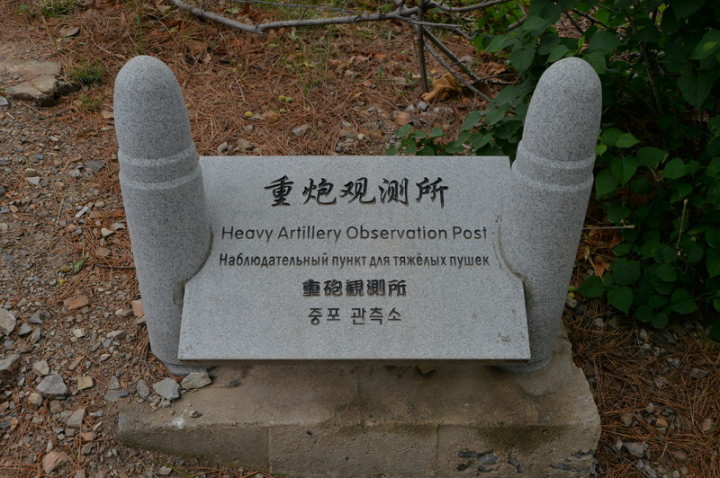 重炮观测所
Heavy Artillery Observation Post
Наблюдательный пункт для тяжёлых пушек
重砲観測所
중포 관측소